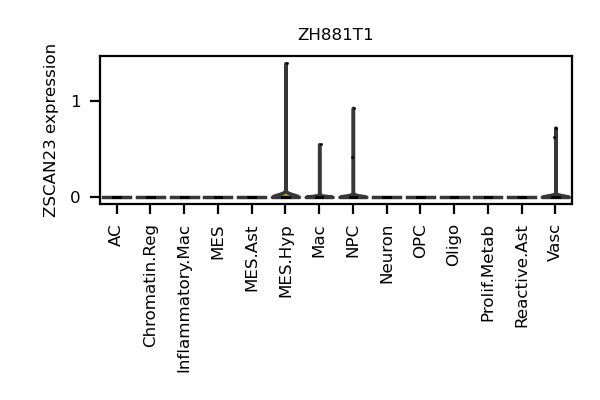 ZH881T1
ZSCAN23 expression
1
0
AC
Chromatin.Reg
Inflammatory.Mac
MES
MES.Ast
MES.Hyp
Mac
NPC
Neuron
OPC
Oligo
Prolif.Metab
Reactive.Ast
Vasc